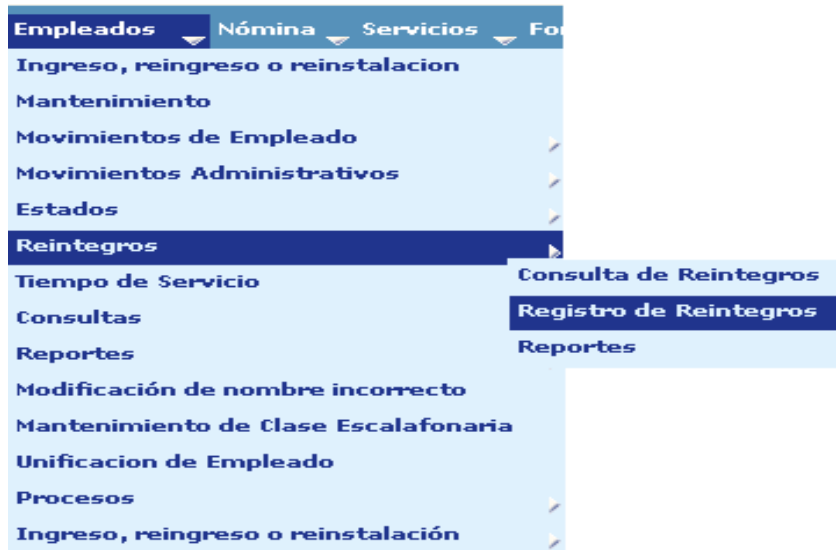 Empleados Nómina Servicios
Ingreso, reingreso o reinstalacion
Mantenimiento
Movimientos de Empleado
Movimientos Administrativos
Estados
Reintegros
Consulta de Reintegros
Registro de Reintegros
Reportes
Tiempo de Servicio
Consultas
Reportes
Modificación de nombre incorrecto
Mantenimiento de Clase Escalafonaria
Unificacion de Empleado
Procesos
Ingreso, reingreso o reinstalación